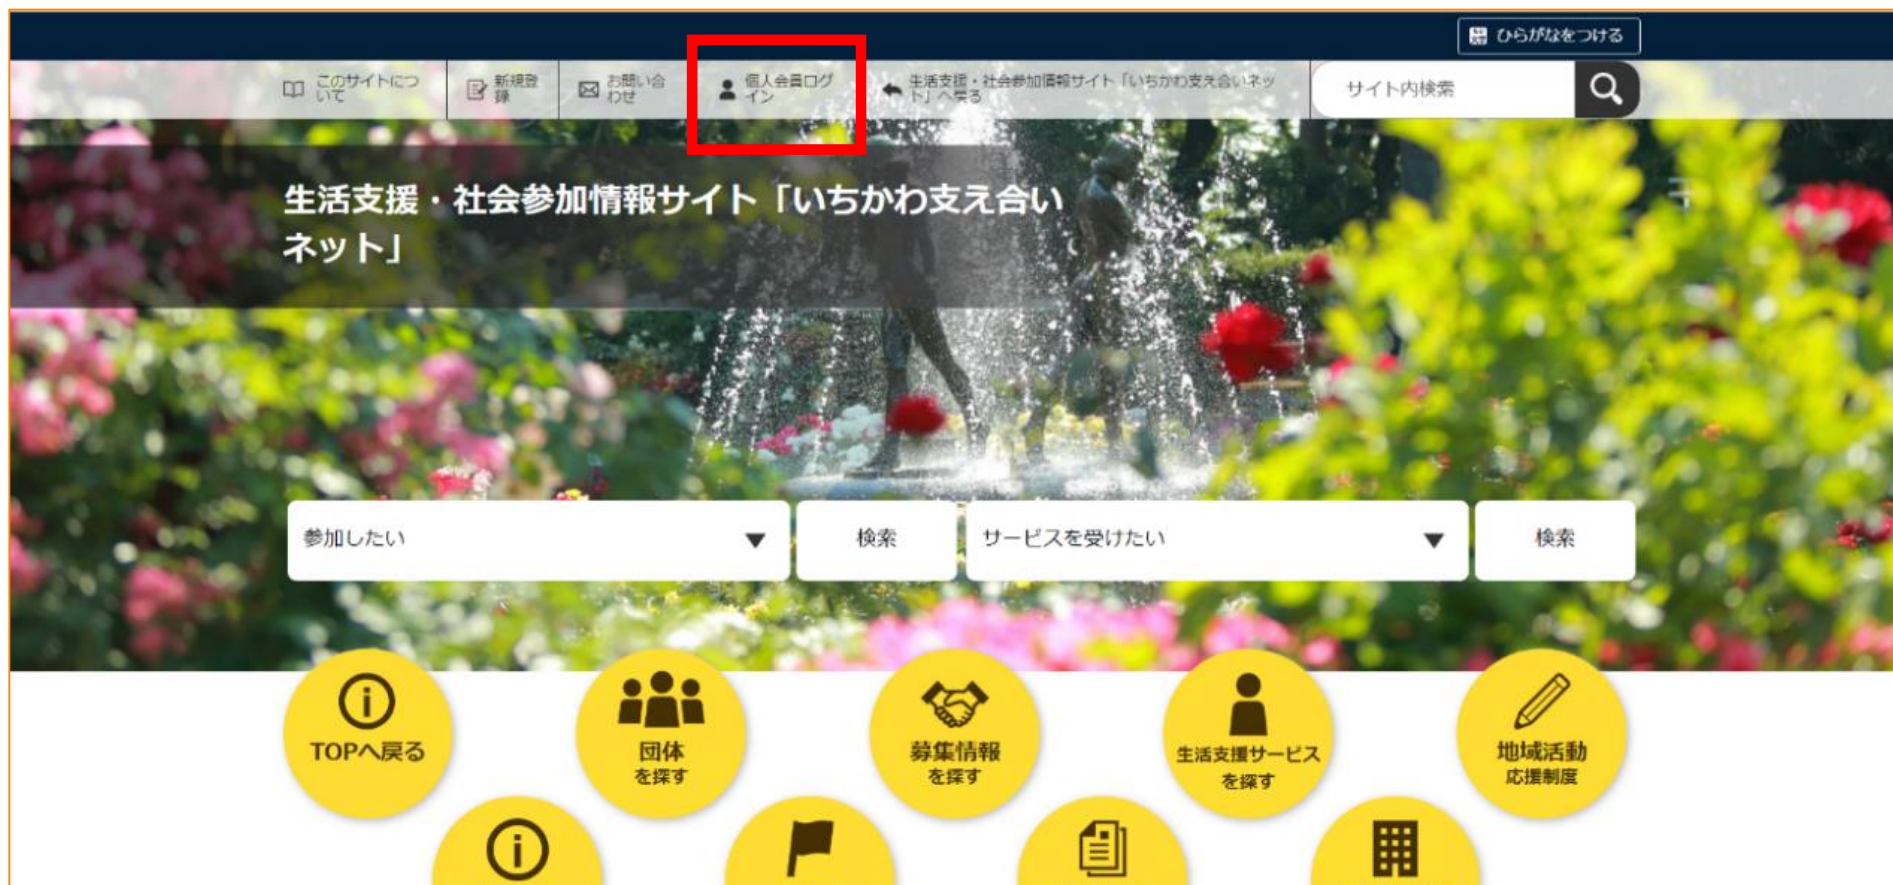 ひらがなをつける
このサイトにつ
いて
新規登
録
お問い合
わせ
個人会員ログ
イン
生活支援・社会参加情報サイト「いちかわ支え合いネッ
ト」へ戻る
サイト内検索
生活支援・社会参加情報サイト「いちかわ支え合い
ネット」
参加したい
検索
サービスを受けたい
検索
TOPへ戻る
団体
を探す
募集情報
を探す
生活支援サービス
を探す
地域活動
応援制度